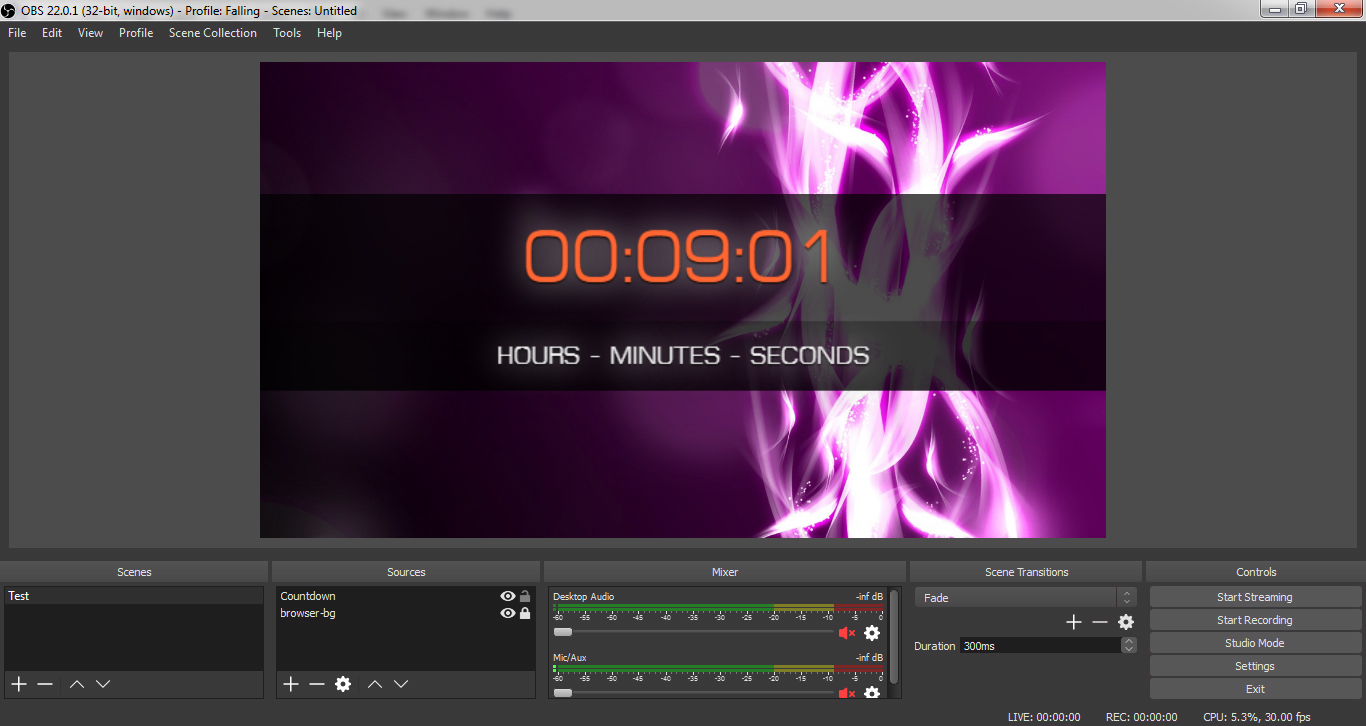 OBS 22.0.1 (32-bit, windows) - Profile: Falling - Scenes: Untitled
File Edit View Profile Scene Collection Tools Help
00:09:01
HOURS - MINUTES - SECONDS
Scenes Sources Mixer Scene Transitions Controls
Test
Countdown
browser-bg
Desktop Audio -inf dB
-60 -55 -50 -45 -40 -35 -30 -25 -20 -15 -10 -5 0
Mic/Aux -inf dB
-60 -55 -50 -45 -40 -35 -30 -25 -20 -15 -10 -5 0
Fade
Duration 300ms
Start Streaming
Start Recording
Studio Mode
Settings
Exit
LIVE: 00:00:00 REC: 00:00:00 CPU: 5.3%, 30.00 fps